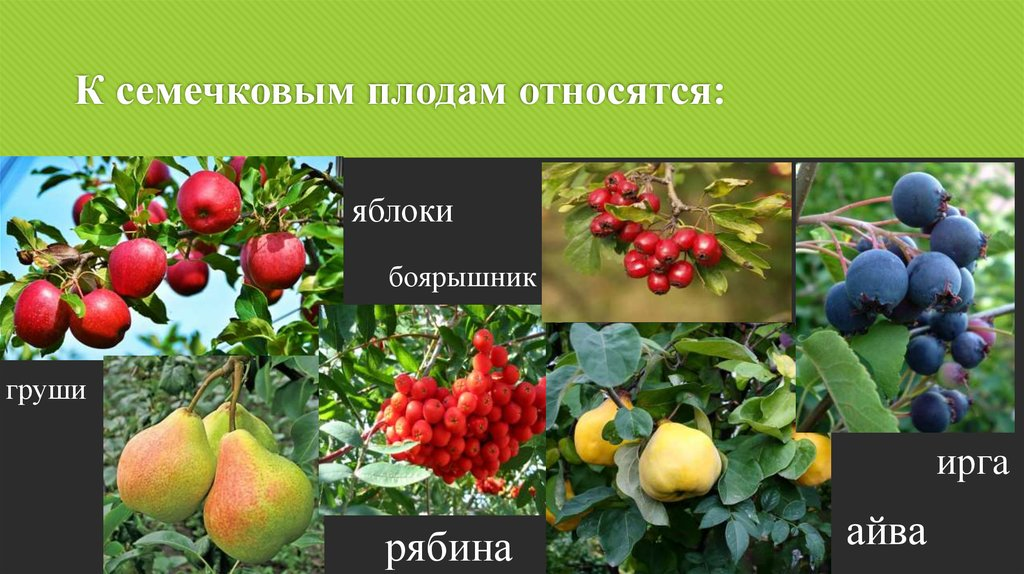 К семечковым плодам относятся:
яблоки
боярышник
груши
ирга
айва
рябина